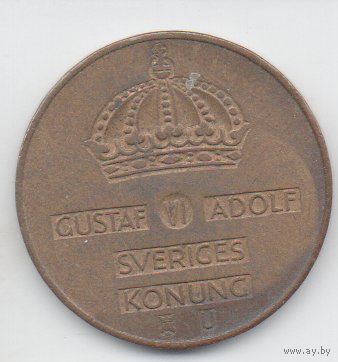 GUSTAF VI ADOLF
SVERIGES
KONUNG
U
www.ay.by